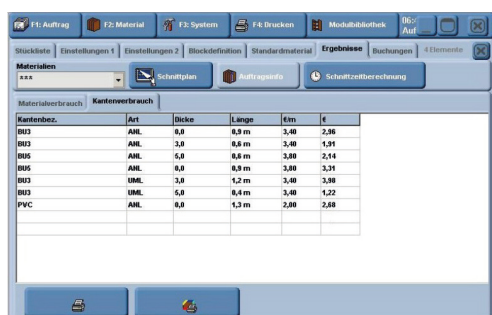 F1: Auftrag F2: Material F3: System F4: Drucken Modulbibliothek 06:
Auf
Stückliste Einstellungen 1 Einstellungen 2 Blockdefinition Standardmaterial Ergebnisse Buchungen 4 Elemente
Materialien
*** Schnittplan Auftragsinfo Schnittzeitberechnung
Materialverbrauch Kantenverbrauch
Kantenbez. Art Dicke Länge €/m €
BU3 ANL 0,0 0,9 m 3,40 2,96
BU3 ANL 3,0 0,6 m 3,40 1,91
BU5 ANL 5,0 0,6 m 3,80 2,14
BU5 ANL 0,0 0,9 m 3,80 3,31
BU3 UML 3,0 1,2 m 3,40 3,98
BU3 UML 5,0 0,4 m 3,40 1,22
PVC ANL 0,0 1,3 m 2,00 2,68